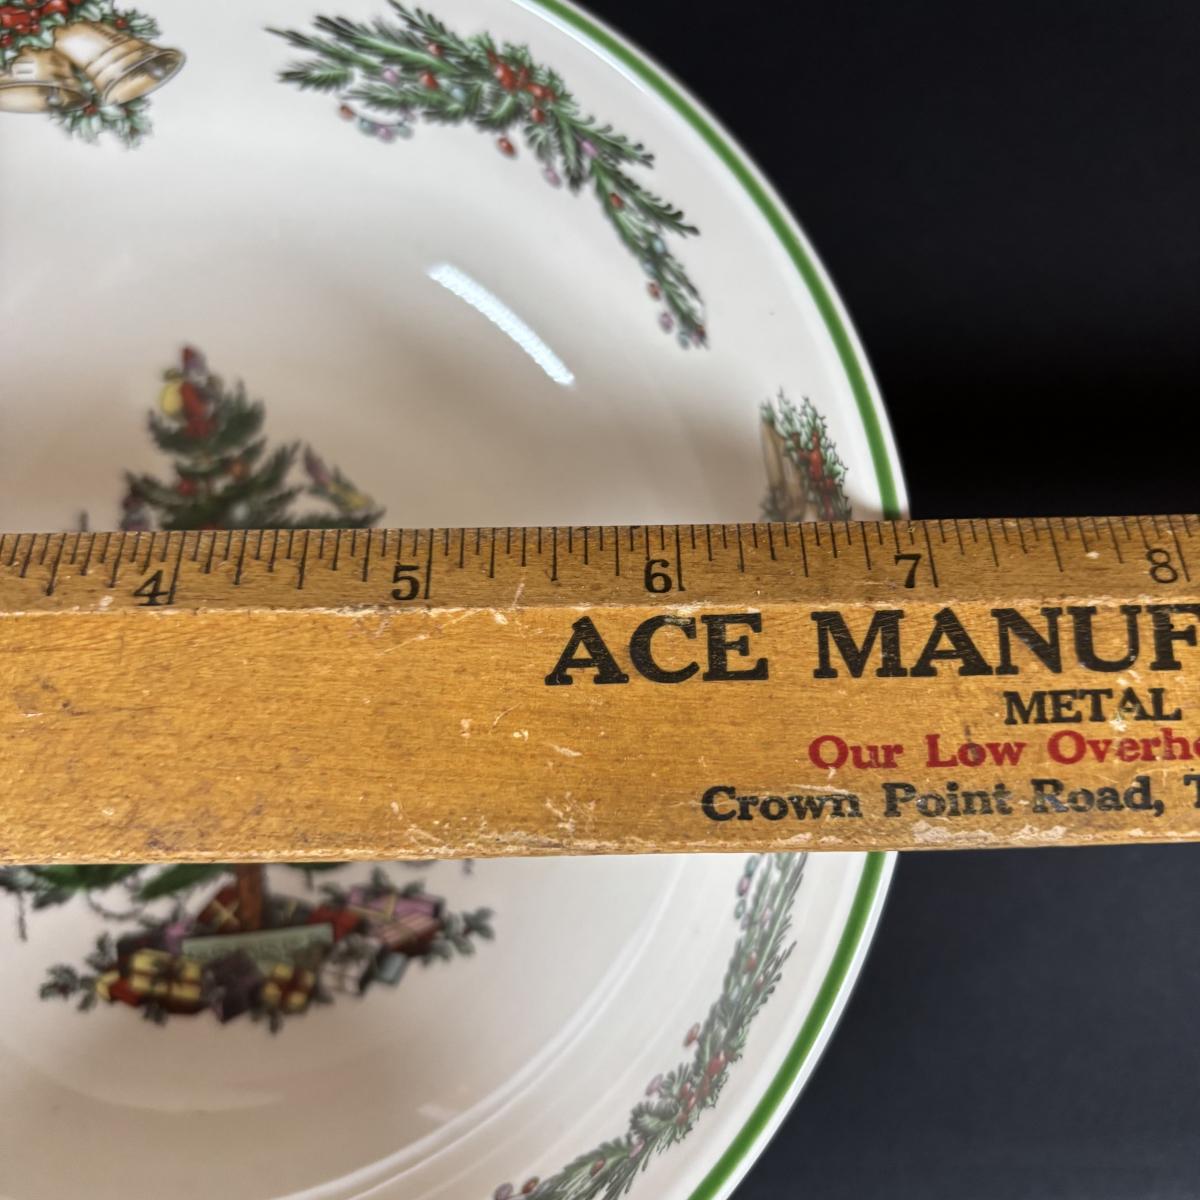 4 5 6 7 8
ACE MANUF
METAL
Our Low Overhe
Crown Point Road, T